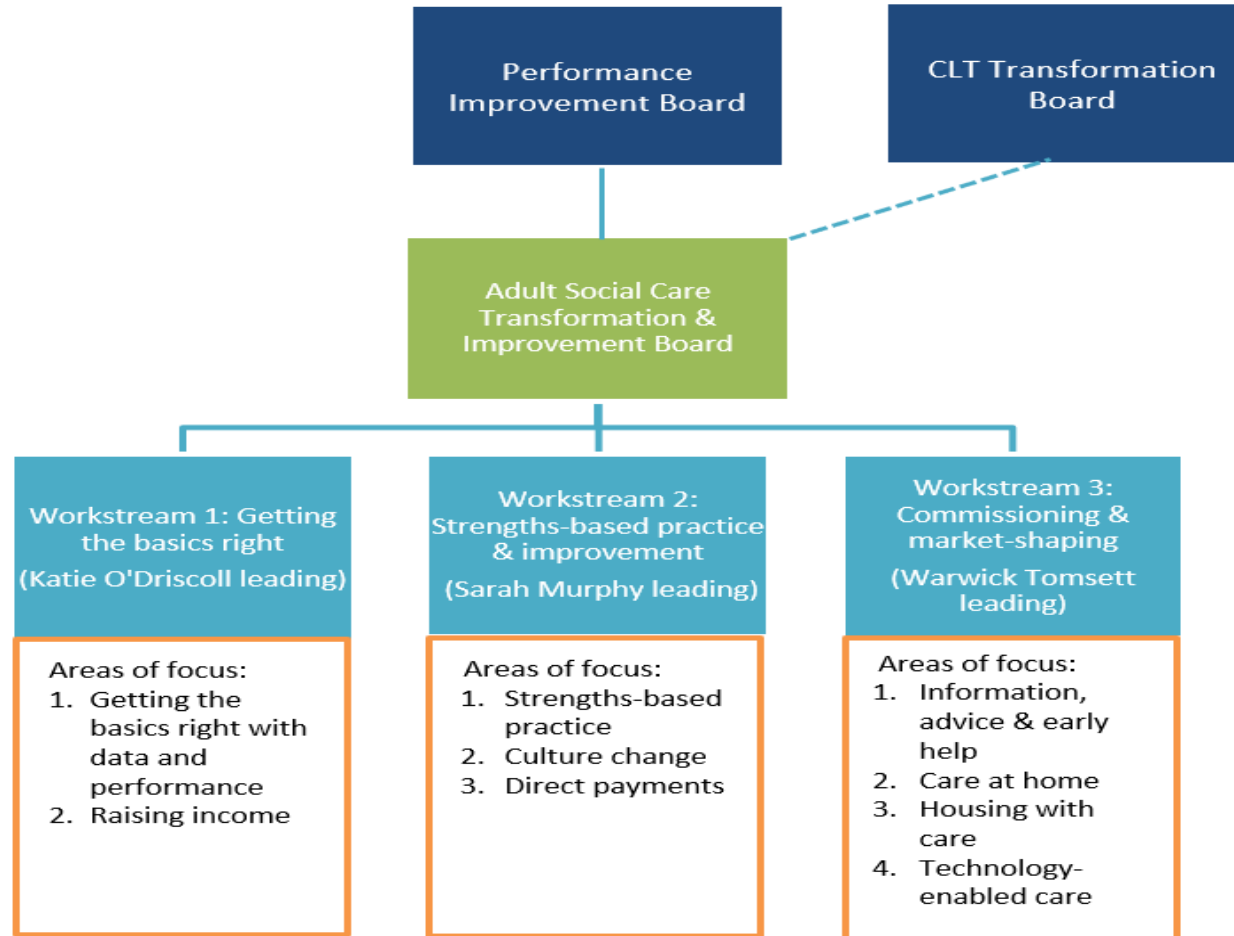 Performance
Improvement Board
CLT Transformation
Board
Adult Social Care
Transformation &
Improvement Board
Workstream 1: Getting
the basics right
(Katie O'Driscoll leading)
Workstream 2:
Strengths-based practice
& improvement
(Sarah Murphy leading)
Workstream 3:
Commissioning &
market-shaping
(Warwick Tomsett
leading)
Areas of focus:
1. Getting the
basics right with
data and
performance
2. Raising income
Areas of focus:
1. Strengths-based
practice
2. Culture change
3. Direct payments
Areas of focus:
1. Information,
advice & early
help
2. Care at home
3. Housing with
care
4. Technology-
enabled care